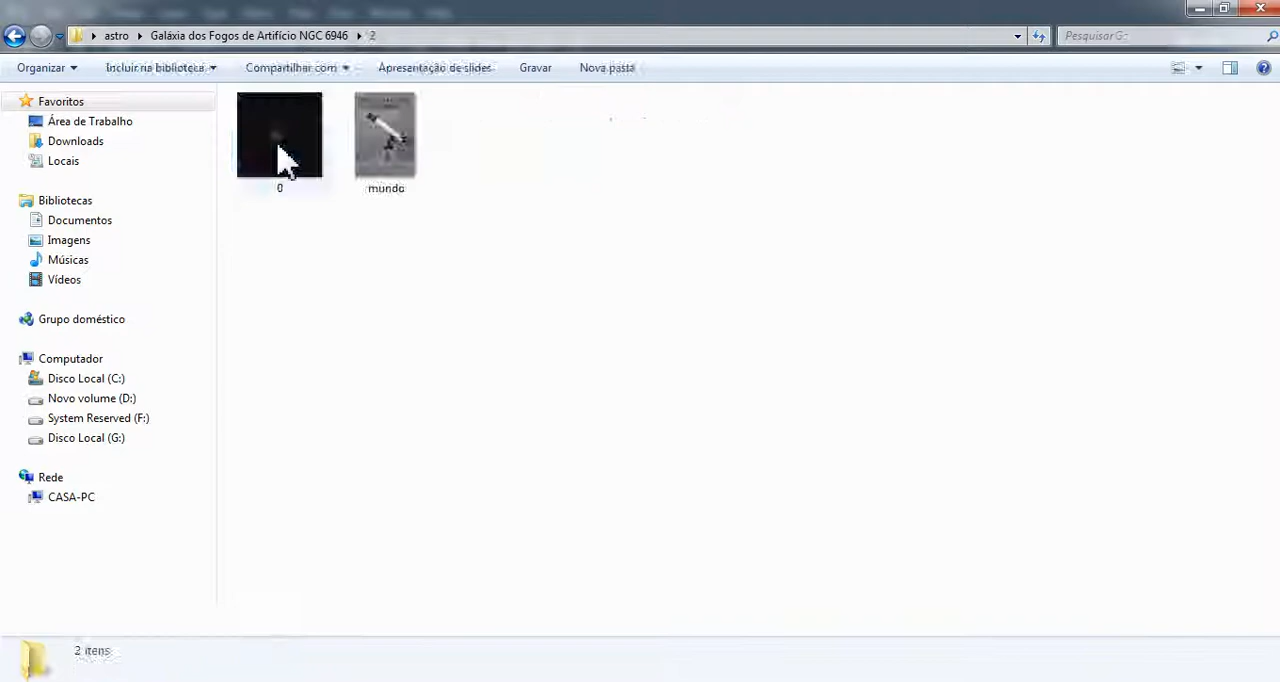 astro
Galáxia dos Fogos de Artifício NGC 6946
2
Pesquisar G:
Organizar
Incluir na biblioteca
Compartilhar com
Apresentação de slides
Gravar
Nova pasta
Favoritos
Área de Trabalho
Downloads
Locais
Bibliotecas
Documentos
Imagens
Músicas
Vídeos
Grupo doméstico
Computador
Disco Local (C:)
Novo volume (D:)
System Reserved (F:)
Disco Local (G:)
Rede
CASA-PC
0
mundo
2 itens